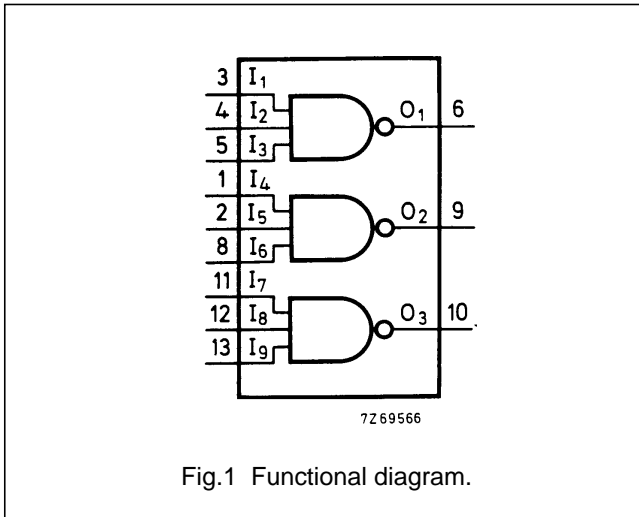 3 I₁
4 I₂ O₁ 6
5 I₃
1 I₄
2 I₅ O₂ 9
8 I₆
11 I₇
12 I₈ O₃ 10
13 I₉
7Z69566
Fig.1 Functional diagram.